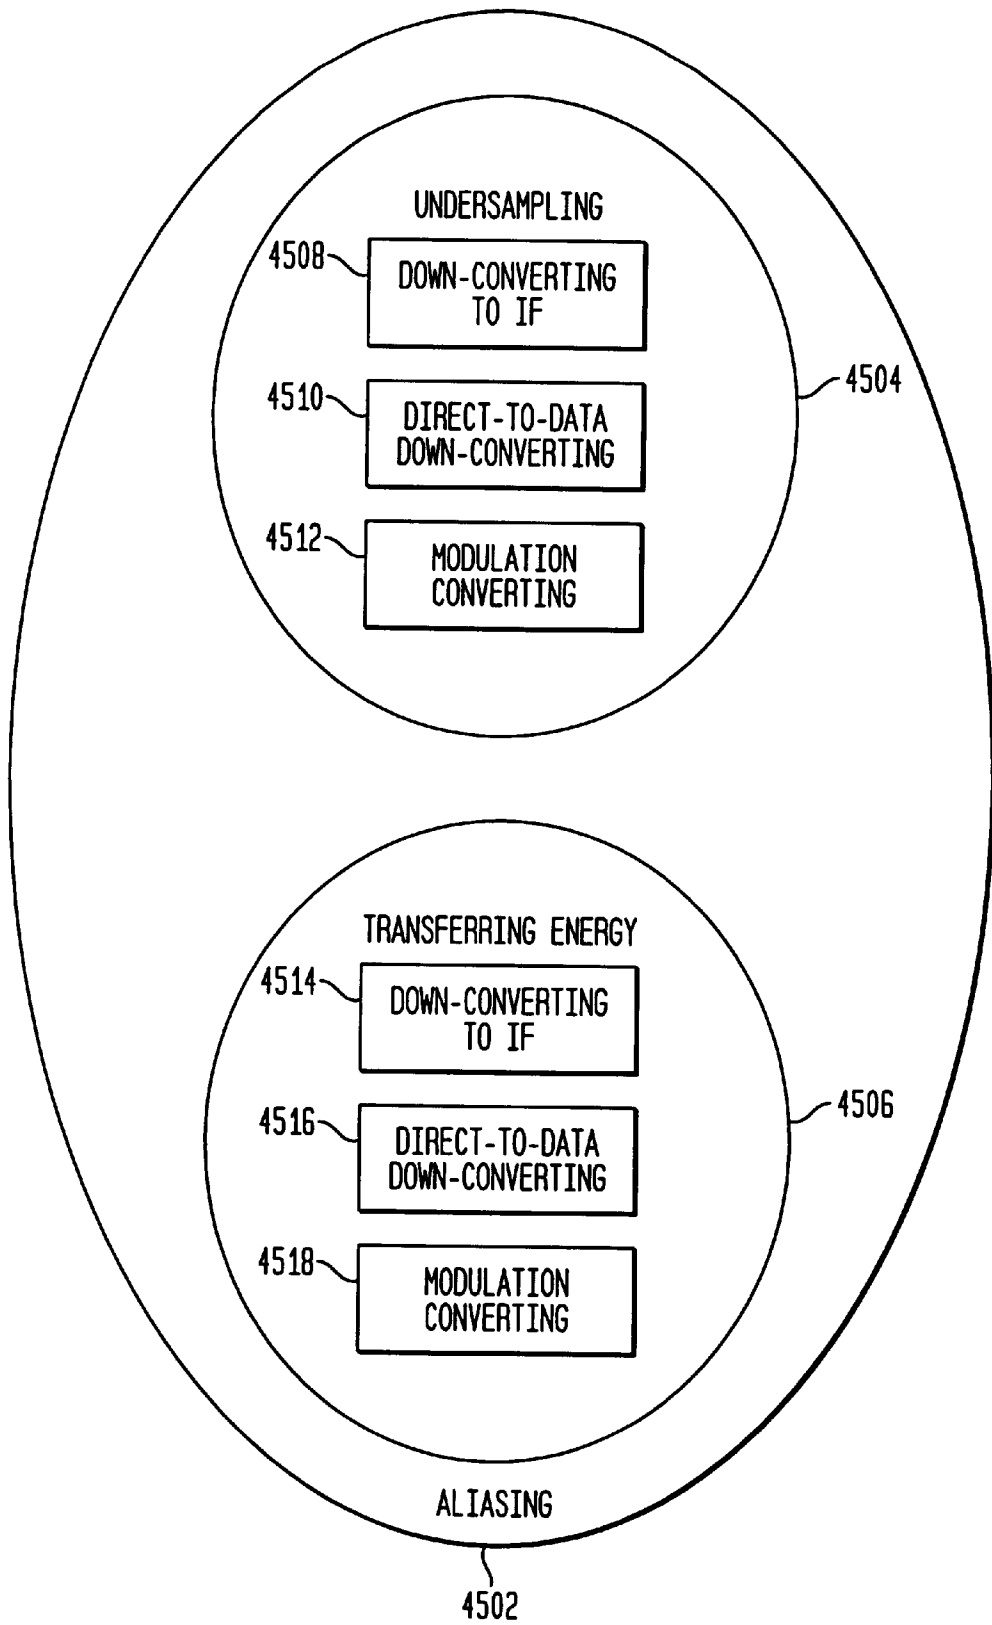 UNDERSAMPLING
4508
DOWN-CONVERTING
TO IF
4504
4510
DIRECT-TO-DATA
DOWN-CONVERTING
4512
MODULATION
CONVERTING
TRANSFERRING ENERGY
4514
DOWN-CONVERTING
TO IF
4506
4516
DIRECT-TO-DATA
DOWN-CONVERTING
4518
MODULATION
CONVERTING
ALIASING
4502